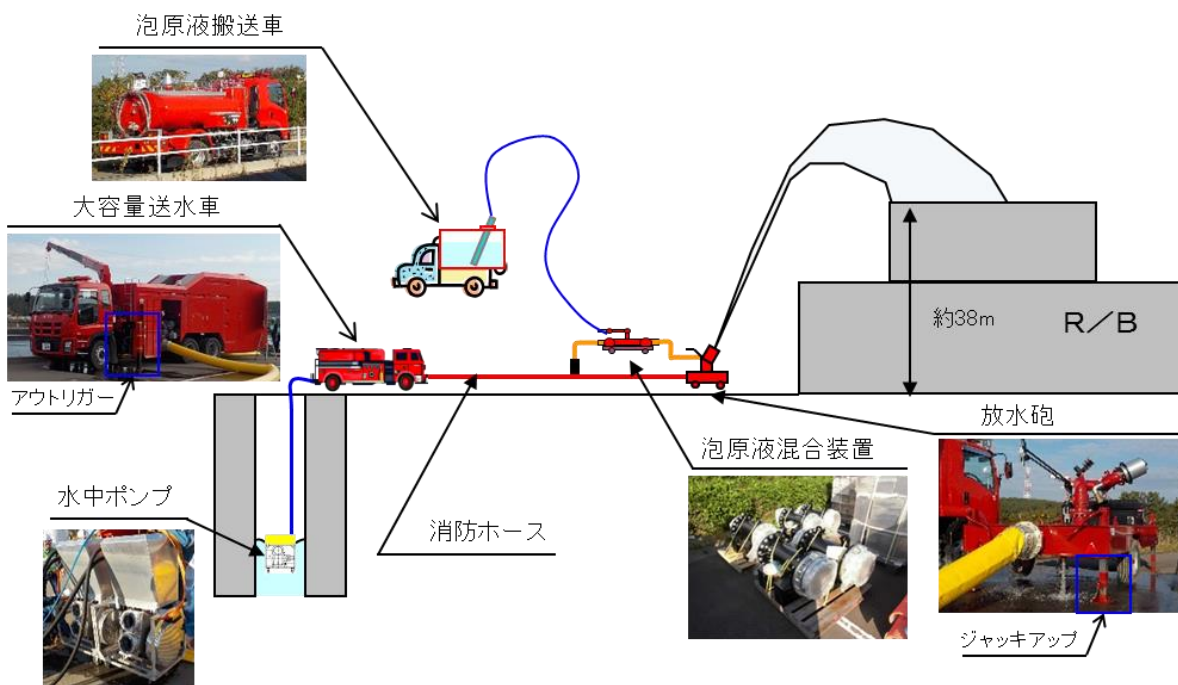 泡原液搬送車
大容量送水車
アウトリガー
水中ポンプ
消防ホース
泡原液混合装置
約38m
R/B
放水砲
ジャッキアップ